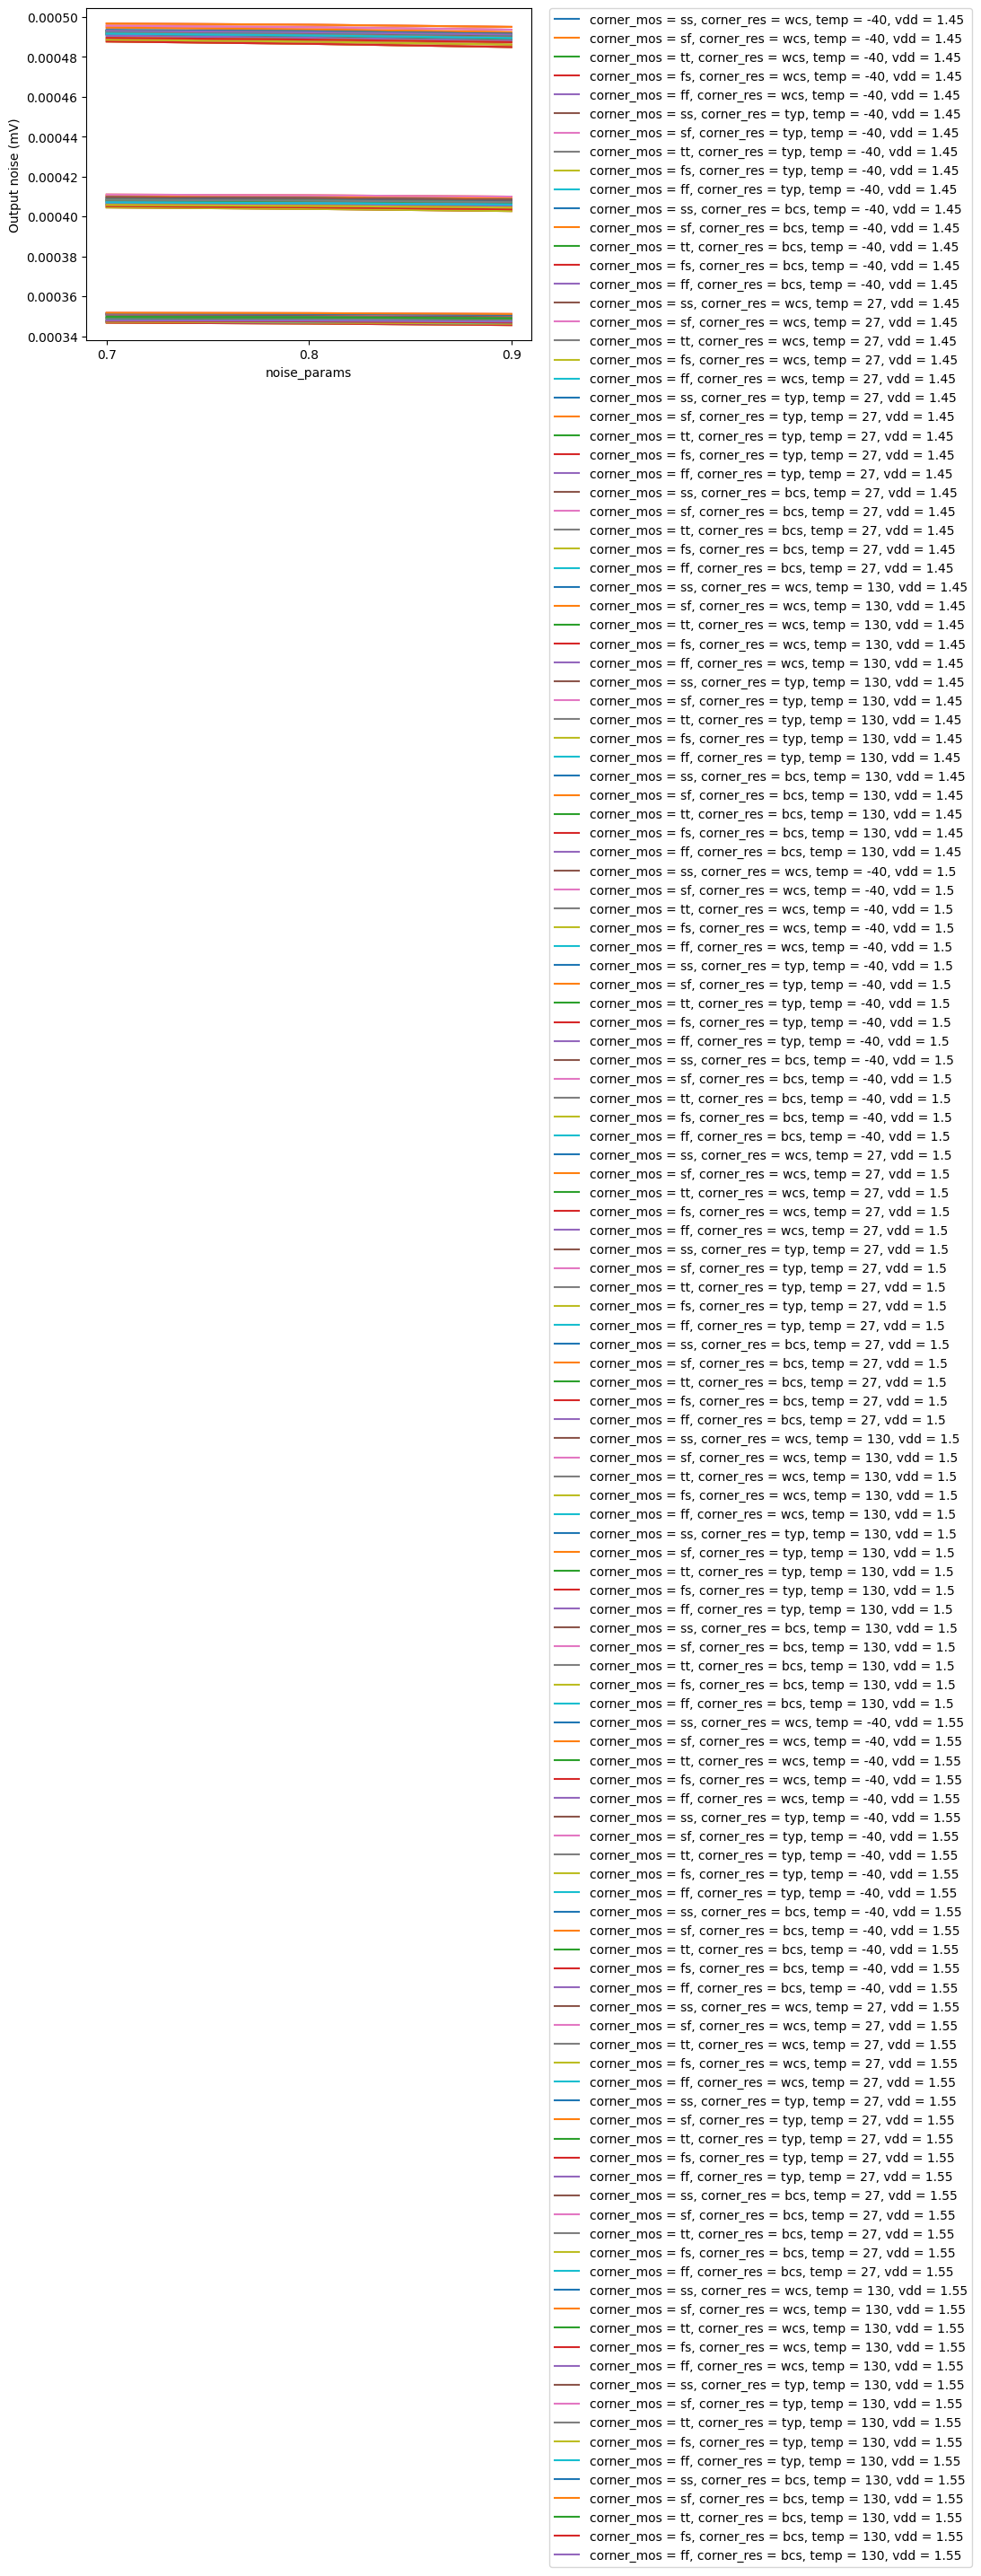 0.00050
0.00048
0.00046
0.00044
0.00042
0.00040
0.00038
0.00036
0.00034
Output noise (mV)
0.7
0.8
0.9
noise_params
corner_mos = ss, corner_res = wcs, temp = -40, vdd = 1.45
corner_mos = sf, corner_res = wcs, temp = -40, vdd = 1.45
corner_mos = tt, corner_res = wcs, temp = -40, vdd = 1.45
corner_mos = fs, corner_res = wcs, temp = -40, vdd = 1.45
corner_mos = ff, corner_res = wcs, temp = -40, vdd = 1.45
corner_mos = ss, corner_res = typ, temp = -40, vdd = 1.45
corner_mos = sf, corner_res = typ, temp = -40, vdd = 1.45
corner_mos = tt, corner_res = typ, temp = -40, vdd = 1.45
corner_mos = fs, corner_res = typ, temp = -40, vdd = 1.45
corner_mos = ff, corner_res = typ, temp = -40, vdd = 1.45
corner_mos = ss, corner_res = bcs, temp = -40, vdd = 1.45
corner_mos = sf, corner_res = bcs, temp = -40, vdd = 1.45
corner_mos = tt, corner_res = bcs, temp = -40, vdd = 1.45
corner_mos = fs, corner_res = bcs, temp = -40, vdd = 1.45
corner_mos = ff, corner_res = bcs, temp = -40, vdd = 1.45
corner_mos = ss, corner_res = wcs, temp = 27, vdd = 1.45
corner_mos = sf, corner_res = wcs, temp = 27, vdd = 1.45
corner_mos = tt, corner_res = wcs, temp = 27, vdd = 1.45
corner_mos = fs, corner_res = wcs, temp = 27, vdd = 1.45
corner_mos = ff, corner_res = wcs, temp = 27, vdd = 1.45
corner_mos = ss, corner_res = typ, temp = 27, vdd = 1.45
corner_mos = sf, corner_res = typ, temp = 27, vdd = 1.45
corner_mos = tt, corner_res = typ, temp = 27, vdd = 1.45
corner_mos = fs, corner_res = typ, temp = 27, vdd = 1.45
corner_mos = ff, corner_res = typ, temp = 27, vdd = 1.45
corner_mos = ss, corner_res = bcs, temp = 27, vdd = 1.45
corner_mos = sf, corner_res = bcs, temp = 27, vdd = 1.45
corner_mos = tt, corner_res = bcs, temp = 27, vdd = 1.45
corner_mos = fs, corner_res = bcs, temp = 27, vdd = 1.45
corner_mos = ff, corner_res = bcs, temp = 27, vdd = 1.45
corner_mos = ss, corner_res = wcs, temp = 130, vdd = 1.45
corner_mos = sf, corner_res = wcs, temp = 130, vdd = 1.45
corner_mos = tt, corner_res = wcs, temp = 130, vdd = 1.45
corner_mos = fs, corner_res = wcs, temp = 130, vdd = 1.45
corner_mos = ff, corner_res = wcs, temp = 130, vdd = 1.45
corner_mos = ss, corner_res = typ, temp = 130, vdd = 1.45
corner_mos = sf, corner_res = typ, temp = 130, vdd = 1.45
corner_mos = tt, corner_res = typ, temp = 130, vdd = 1.45
corner_mos = fs, corner_res = typ, temp = 130, vdd = 1.45
corner_mos = ff, corner_res = typ, temp = 130, vdd = 1.45
corner_mos = ss, corner_res = bcs, temp = 130, vdd = 1.45
corner_mos = sf, corner_res = bcs, temp = 130, vdd = 1.45
corner_mos = tt, corner_res = bcs, temp = 130, vdd = 1.45
corner_mos = fs, corner_res = bcs, temp = 130, vdd = 1.45
corner_mos = ff, corner_res = bcs, temp = 130, vdd = 1.45
corner_mos = ss, corner_res = wcs, temp = -40, vdd = 1.5
corner_mos = sf, corner_res = wcs, temp = -40, vdd = 1.5
corner_mos = tt, corner_res = wcs, temp = -40, vdd = 1.5
corner_mos = fs, corner_res = wcs, temp = -40, vdd = 1.5
corner_mos = ff, corner_res = wcs, temp = -40, vdd = 1.5
corner_mos = ss, corner_res = typ, temp = -40, vdd = 1.5
corner_mos = sf, corner_res = typ, temp = -40, vdd = 1.5
corner_mos = tt, corner_res = typ, temp = -40, vdd = 1.5
corner_mos = fs, corner_res = typ, temp = -40, vdd = 1.5
corner_mos = ff, corner_res = typ, temp = -40, vdd = 1.5
corner_mos = ss, corner_res = bcs, temp = -40, vdd = 1.5
corner_mos = sf, corner_res = bcs, temp = -40, vdd = 1.5
corner_mos = tt, corner_res = bcs, temp = -40, vdd = 1.5
corner_mos = fs, corner_res = bcs, temp = -40, vdd = 1.5
corner_mos = ff, corner_res = bcs, temp = -40, vdd = 1.5
corner_mos = ss, corner_res = wcs, temp = 27, vdd = 1.5
corner_mos = sf, corner_res = wcs, temp = 27, vdd = 1.5
corner_mos = tt, corner_res = wcs, temp = 27, vdd = 1.5
corner_mos = fs, corner_res = wcs, temp = 27, vdd = 1.5
corner_mos = ff, corner_res = wcs, temp = 27, vdd = 1.5
corner_mos = ss, corner_res = typ, temp = 27, vdd = 1.5
corner_mos = sf, corner_res = typ, temp = 27, vdd = 1.5
corner_mos = tt, corner_res = typ, temp = 27, vdd = 1.5
corner_mos = fs, corner_res = typ, temp = 27, vdd = 1.5
corner_mos = ff, corner_res = typ, temp = 27, vdd = 1.5
corner_mos = ss, corner_res = bcs, temp = 27, vdd = 1.5
corner_mos = sf, corner_res = bcs, temp = 27, vdd = 1.5
corner_mos = tt, corner_res = bcs, temp = 27, vdd = 1.5
corner_mos = fs, corner_res = bcs, temp = 27, vdd = 1.5
corner_mos = ff, corner_res = bcs, temp = 27, vdd = 1.5
corner_mos = ss, corner_res = wcs, temp = 130, vdd = 1.5
corner_mos = sf, corner_res = wcs, temp = 130, vdd = 1.5
corner_mos = tt, corner_res = wcs, temp = 130, vdd = 1.5
corner_mos = fs, corner_res = wcs, temp = 130, vdd = 1.5
corner_mos = ff, corner_res = wcs, temp = 130, vdd = 1.5
corner_mos = ss, corner_res = typ, temp = 130, vdd = 1.5
corner_mos = sf, corner_res = typ, temp = 130, vdd = 1.5
corner_mos = tt, corner_res = typ, temp = 130, vdd = 1.5
corner_mos = fs, corner_res = typ, temp = 130, vdd = 1.5
corner_mos = ff, corner_res = typ, temp = 130, vdd = 1.5
corner_mos = ss, corner_res = bcs, temp = 130, vdd = 1.5
corner_mos = sf, corner_res = bcs, temp = 130, vdd = 1.5
corner_mos = tt, corner_res = bcs, temp = 130, vdd = 1.5
corner_mos = fs, corner_res = bcs, temp = 130, vdd = 1.5
corner_mos = ff, corner_res = bcs, temp = 130, vdd = 1.5
corner_mos = ss, corner_res = wcs, temp = -40, vdd = 1.55
corner_mos = sf, corner_res = wcs, temp = -40, vdd = 1.55
corner_mos = tt, corner_res = wcs, temp = -40, vdd = 1.55
corner_mos = fs, corner_res = wcs, temp = -40, vdd = 1.55
corner_mos = ff, corner_res = wcs, temp = -40, vdd = 1.55
corner_mos = ss, corner_res = typ, temp = -40, vdd = 1.55
corner_mos = sf, corner_res = typ, temp = -40, vdd = 1.55
corner_mos = tt, corner_res = typ, temp = -40, vdd = 1.55
corner_mos = fs, corner_res = typ, temp = -40, vdd = 1.55
corner_mos = ff, corner_res = typ, temp = -40, vdd = 1.55
corner_mos = ss, corner_res = bcs, temp = -40, vdd = 1.55
corner_mos = sf, corner_res = bcs, temp = -40, vdd = 1.55
corner_mos = tt, corner_res = bcs, temp = -40, vdd = 1.55
corner_mos = fs, corner_res = bcs, temp = -40, vdd = 1.55
corner_mos = ff, corner_res = bcs, temp = -40, vdd = 1.55
corner_mos = ss, corner_res = wcs, temp = 27, vdd = 1.55
corner_mos = sf, corner_res = wcs, temp = 27, vdd = 1.55
corner_mos = tt, corner_res = wcs, temp = 27, vdd = 1.55
corner_mos = fs, corner_res = wcs, temp = 27, vdd = 1.55
corner_mos = ff, corner_res = wcs, temp = 27, vdd = 1.55
corner_mos = ss, corner_res = typ, temp = 27, vdd = 1.55
corner_mos = sf, corner_res = typ, temp = 27, vdd = 1.55
corner_mos = tt, corner_res = typ, temp = 27, vdd = 1.55
corner_mos = fs, corner_res = typ, temp = 27, vdd = 1.55
corner_mos = ff, corner_res = typ, temp = 27, vdd = 1.55
corner_mos = ss, corner_res = bcs, temp = 27, vdd = 1.55
corner_mos = sf, corner_res = bcs, temp = 27, vdd = 1.55
corner_mos = tt, corner_res = bcs, temp = 27, vdd = 1.55
corner_mos = fs, corner_res = bcs, temp = 27, vdd = 1.55
corner_mos = ff, corner_res = bcs, temp = 27, vdd = 1.55
corner_mos = ss, corner_res = wcs, temp = 130, vdd = 1.55
corner_mos = sf, corner_res = wcs, temp = 130, vdd = 1.55
corner_mos = tt, corner_res = wcs, temp = 130, vdd = 1.55
corner_mos = fs, corner_res = wcs, temp = 130, vdd = 1.55
corner_mos = ff, corner_res = wcs, temp = 130, vdd = 1.55
corner_mos = ss, corner_res = typ, temp = 130, vdd = 1.55
corner_mos = sf, corner_res = typ, temp = 130, vdd = 1.55
corner_mos = tt, corner_res = typ, temp = 130, vdd = 1.55
corner_mos = fs, corner_res = typ, temp = 130, vdd = 1.55
corner_mos = ff, corner_res = typ, temp = 130, vdd = 1.55
corner_mos = ss, corner_res = bcs, temp = 130, vdd = 1.55
corner_mos = sf, corner_res = bcs, temp = 130, vdd = 1.55
corner_mos = tt, corner_res = bcs, temp = 130, vdd = 1.55
corner_mos = fs, corner_res = bcs, temp = 130, vdd = 1.55
corner_mos = ff, corner_res = bcs, temp = 130, vdd = 1.55